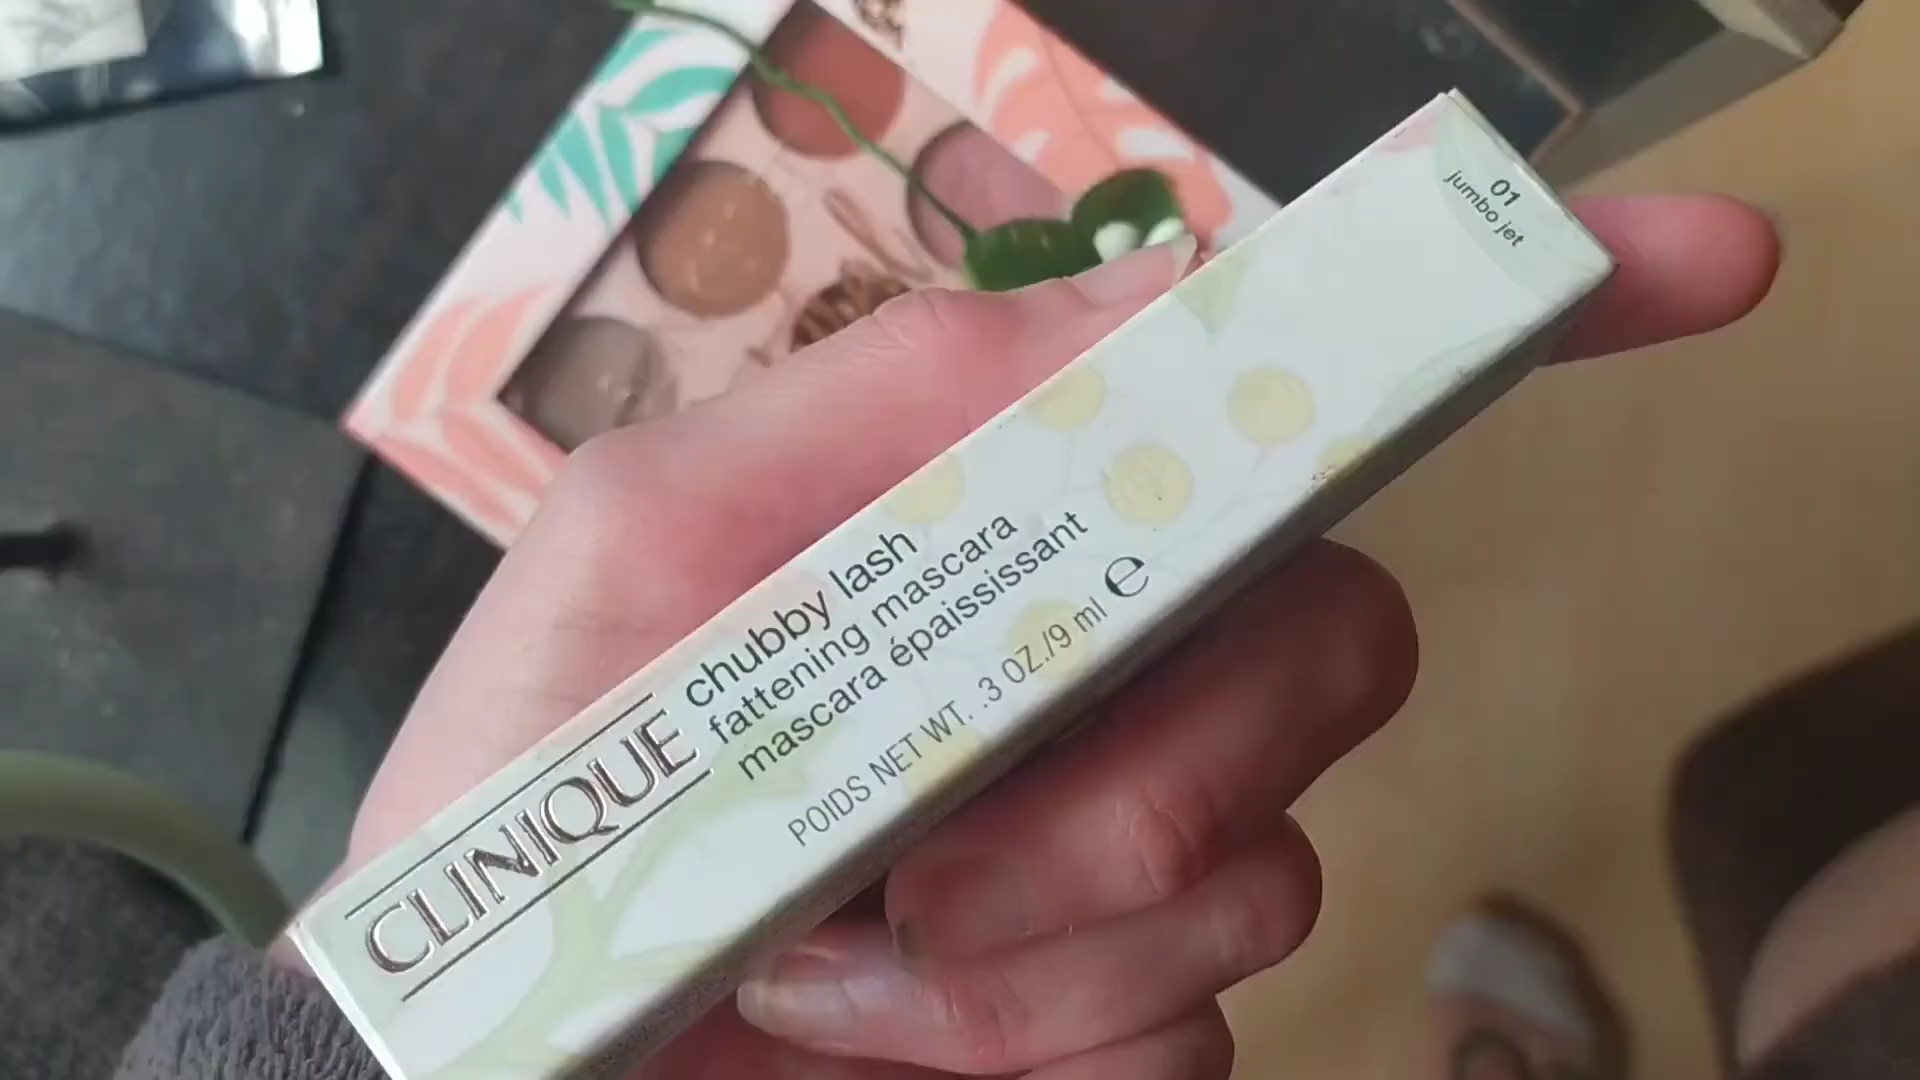 01
jumbo jet
CLINIQUE
chubby lash
fattening mascara
mascara épaississant
POIDS NET WT. .3 OZ./9 ml e